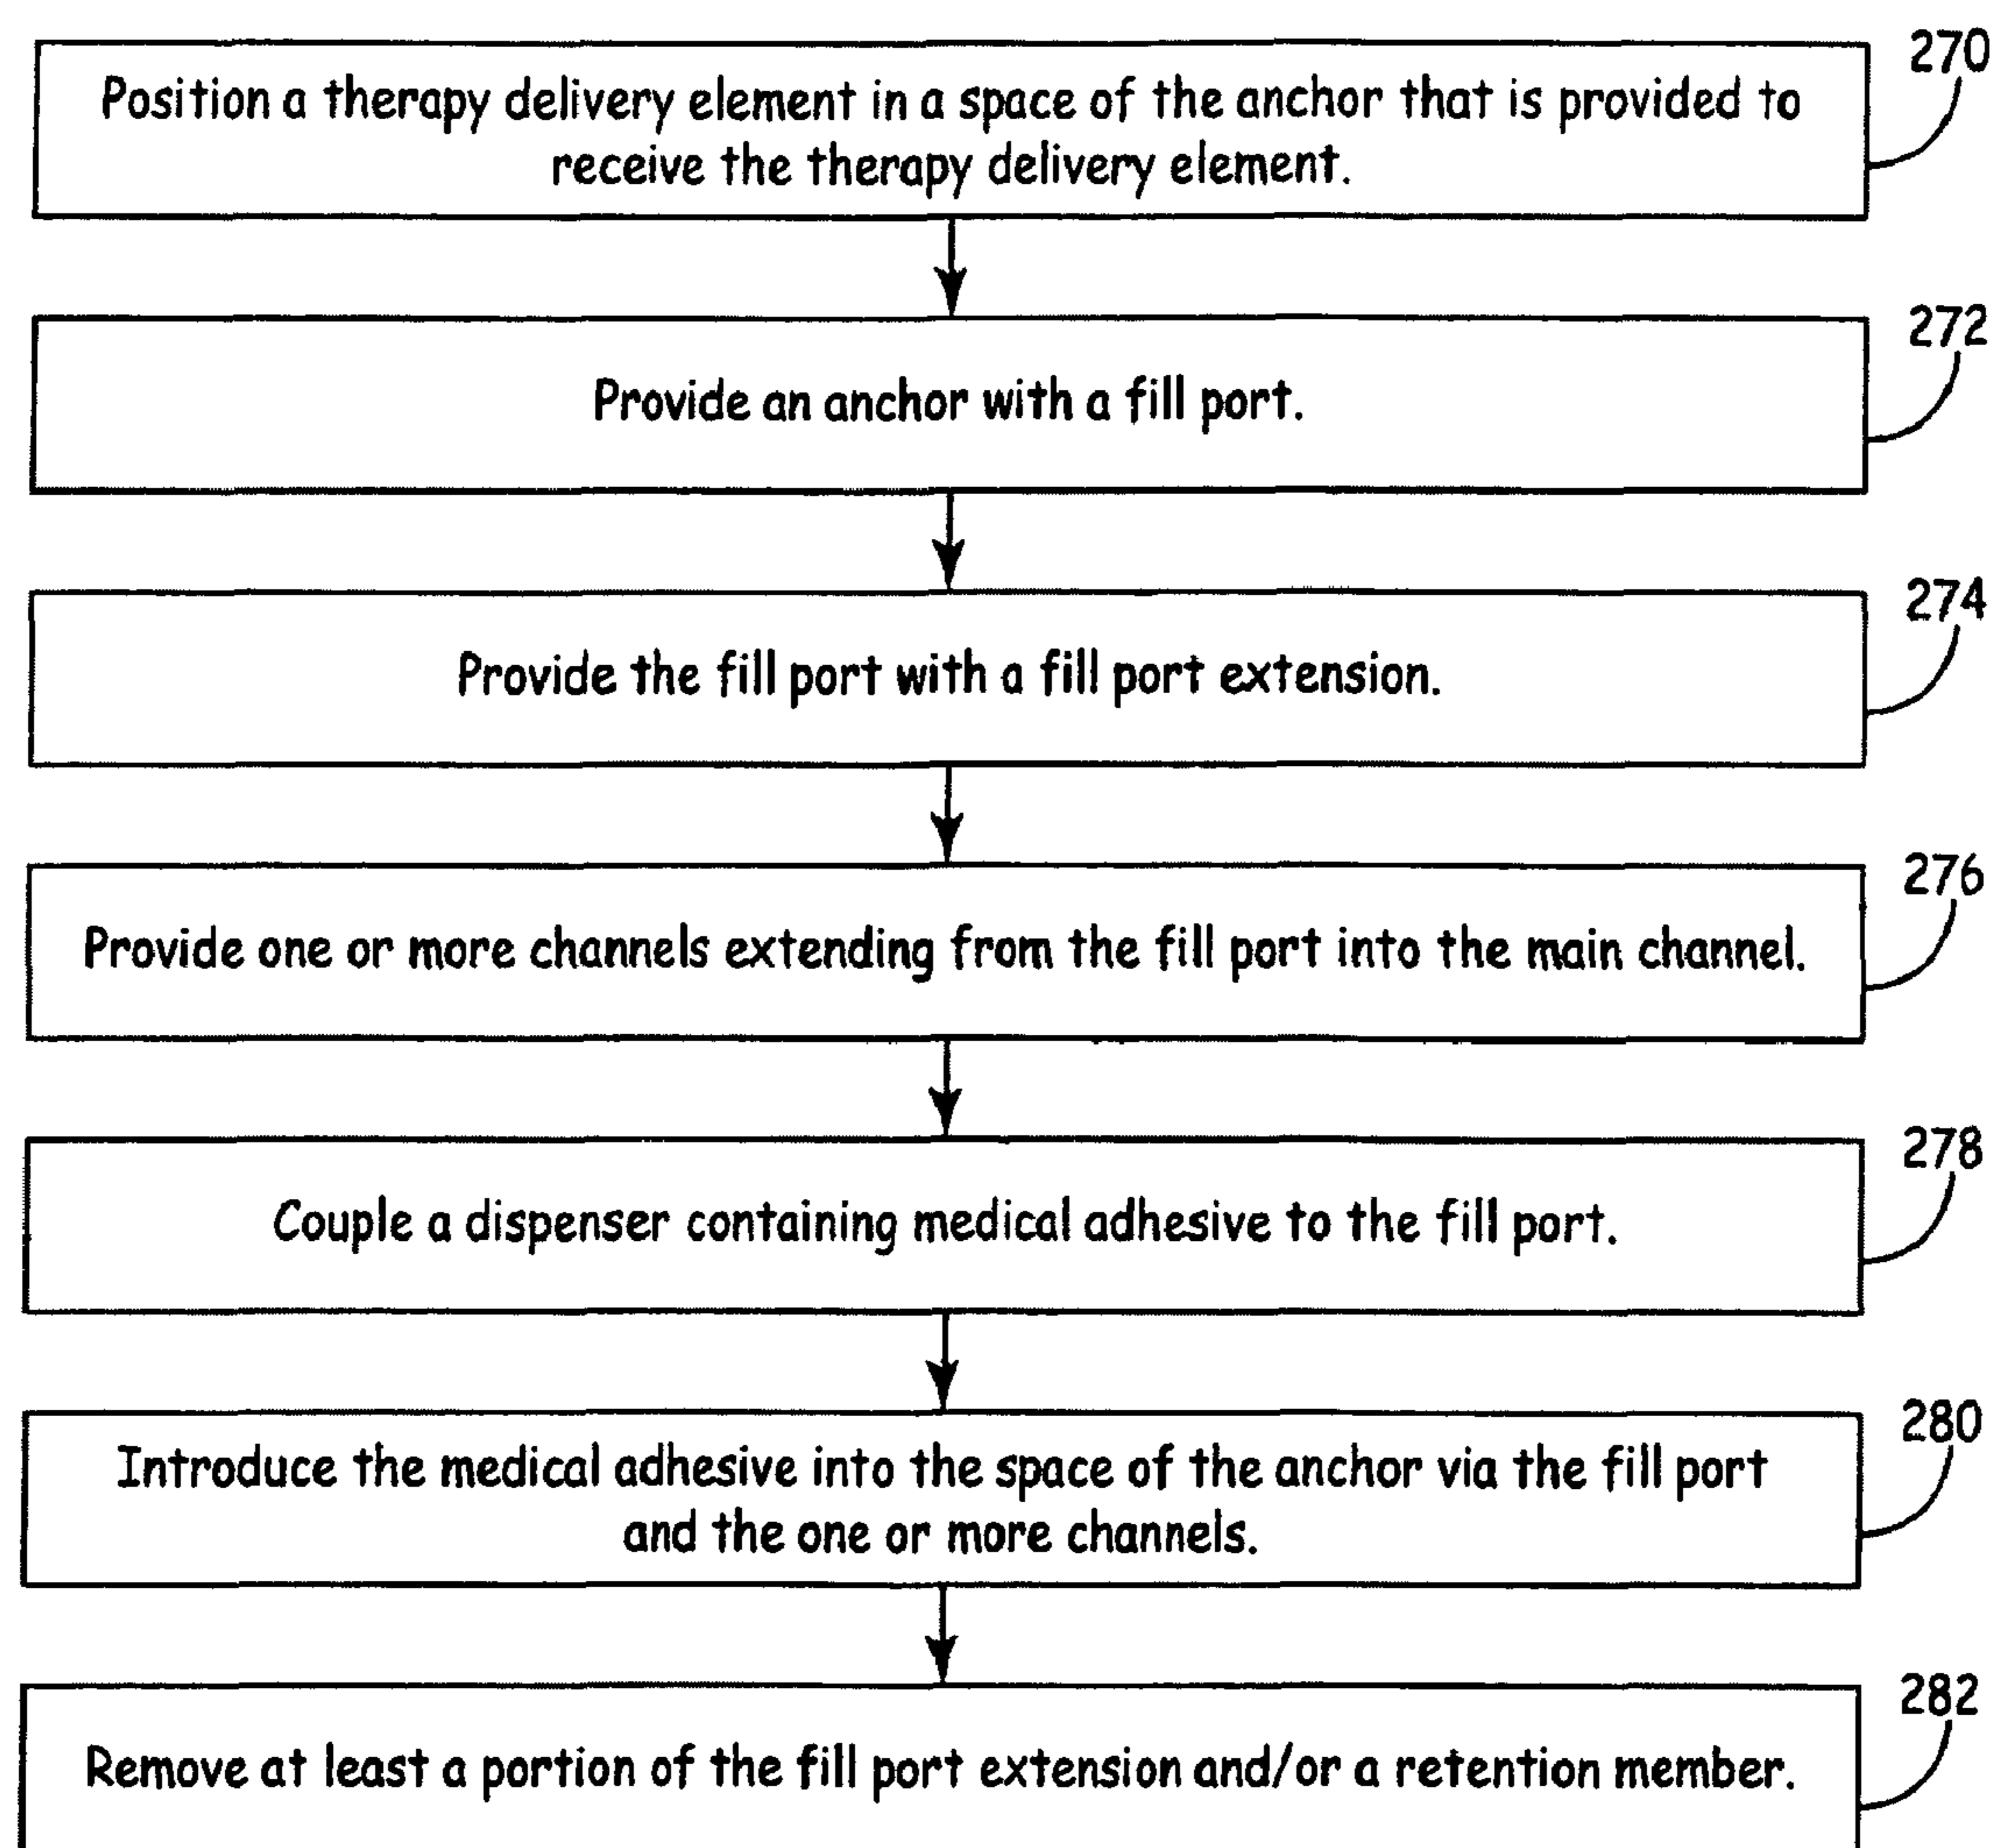 270
Position a therapy delivery element in a space of the anchor that is provided to
receive the therapy delivery element.
272
Provide an anchor with a fill port.
274
Provide the fill port with a fill port extension.
276
Provide one or more channels extending from the fill port into the main channel.
278
Couple a dispenser containing medical adhesive to the fill port.
280
Introduce the medical adhesive into the space of the anchor via the fill port
and the one or more channels.
282
Remove at least a portion of the fill port extension and/or a retention member.